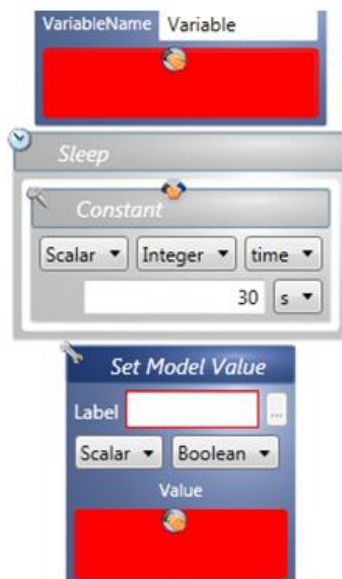 VariableName Variable
Sleep
Constant
Scalar Integer time
30 s
Set Model Value
Label ...
Scalar Boolean
Value